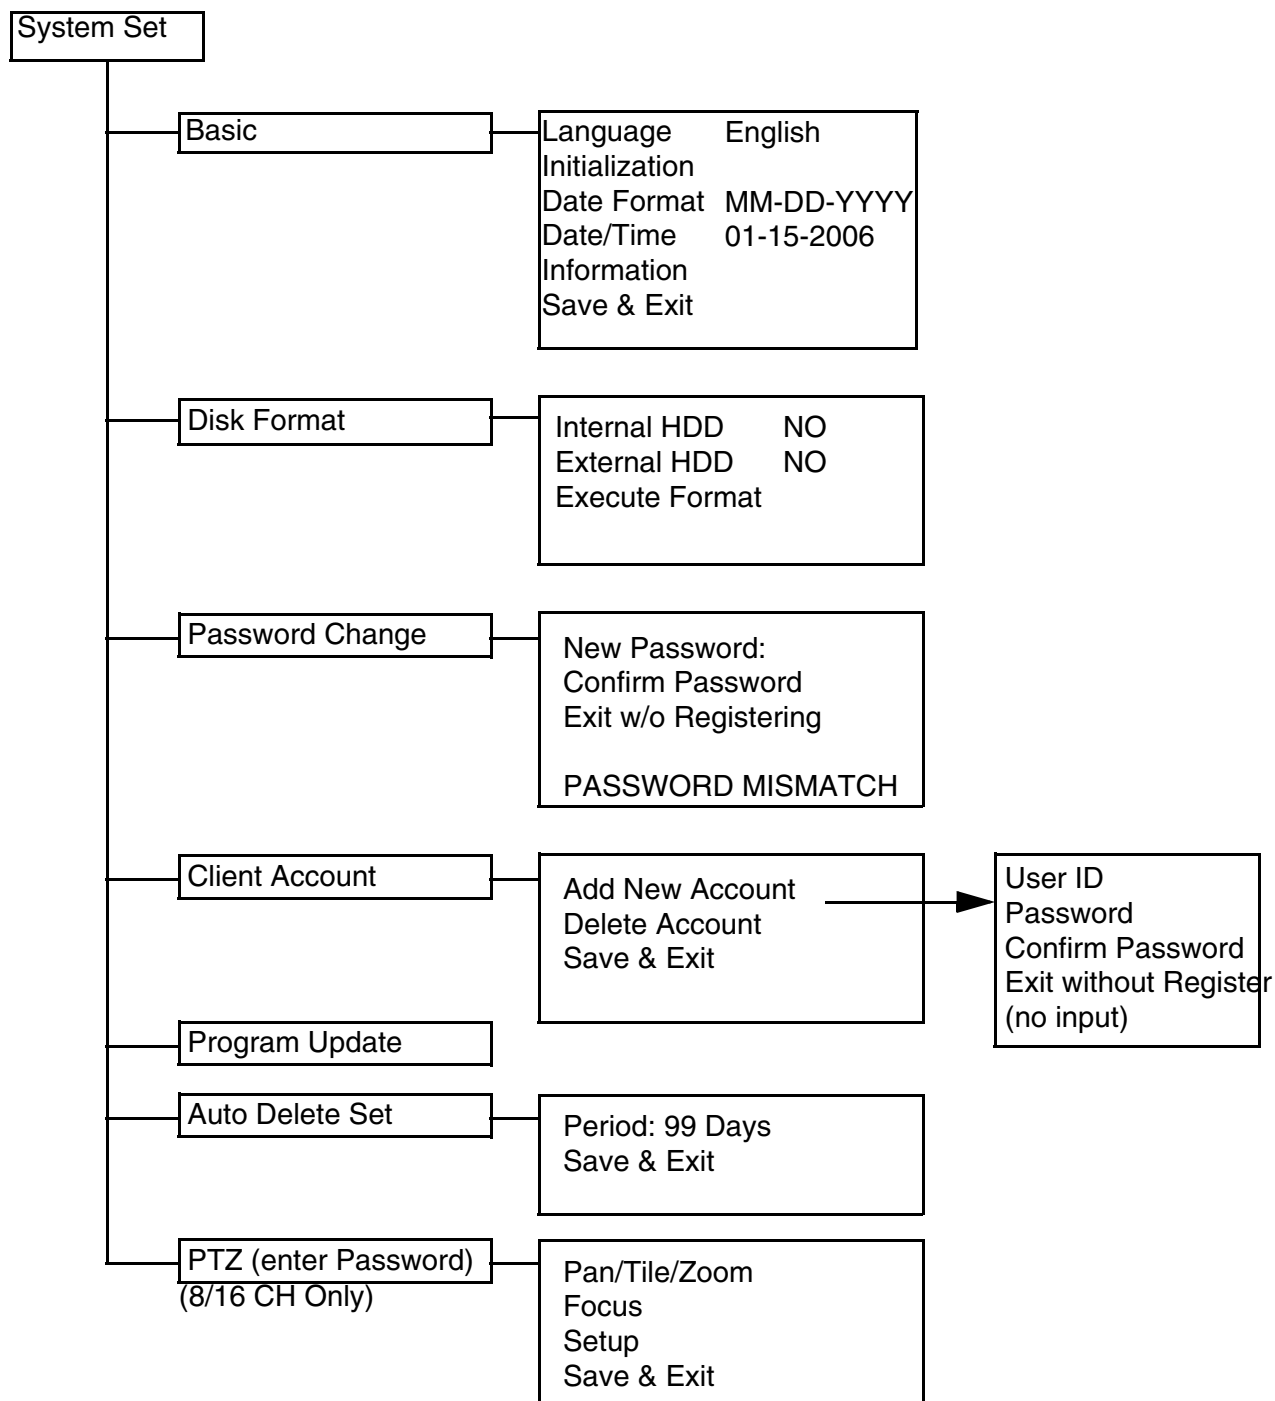 System Set
Basic
Language English
Initialization
Date Format MM-DD-YYYY
Date/Time 01-15-2006
Information
Save & Exit
Disk Format
Internal HDD NO
External HDD NO
Execute Format
Password Change
New Password:
Confirm Password
Exit w/o Registering
PASSWORD MISMATCH
Client Account
Add New Account
Delete Account
Save & Exit
User ID
Password
Confirm Password
Exit without Register
(no input)
Program Update
Auto Delete Set
Period: 99 Days
Save & Exit
PTZ (enter Password)
(8/16 CH Only)
Pan/Tile/Zoom
Focus
Setup
Save & Exit